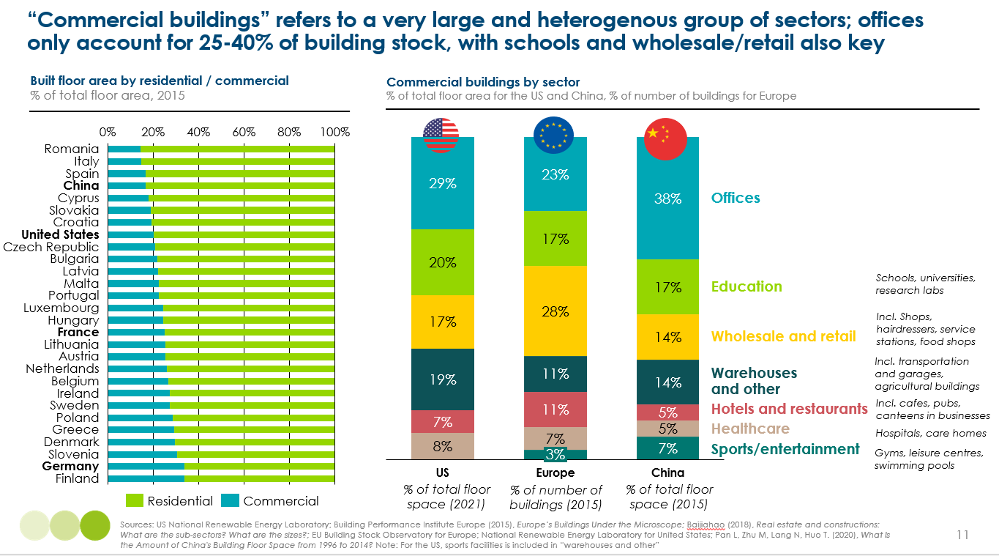 “Commercial buildings” refers to a very large and heterogenous group of sectors; offices
only account for 25-40% of building stock, with schools and wholesale/retail also key
Built floor area by residential / commercial
% of total floor area, 2015
0% 20% 40% 60% 80% 100%
Romania
Italy
Spain
China
Cyprus
Slovakia
Croatia
United States
Czech Republic
Bulgaria
Latvia
Malta
Portugal
Luxembourg
Hungary
France
Lithuania
Austria
Netherlands
Belgium
Ireland
Sweden
Poland
Greece
Denmark
Slovenia
Germany
Finland
Residential Commercial
Commercial buildings by sector
% of total floor area for the US and China, % of number of buildings for Europe
29%
20%
17%
19%
7%
8%
US
% of total floor
space (2021)
23%
17%
28%
11%
11%
7%
3%
Europe
% of number of
buildings (2015)
38%
17%
14%
14%
5%
5%
7%
China
% of total floor
space (2015)
Offices
Education
Schools, universities,
research labs
Wholesale and retail
Incl. Shops,
hairdressers, service
stations, food shops
Warehouses
and other
Incl. transportation
and garages,
agricultural buildings
Hotels and restaurants
Incl. cafes, pubs,
canteens in businesses
Healthcare
Hospitals, care homes
Sports/entertainment
Gyms, leisure centres,
swimming pools
Sources: US National Renewable Energy Laboratory; Building Performance Institute Europe (2015), Europe’s Buildings Under the Microscope; Baijiahao (2018), Real estate and constructions:
What are the sub-sectors? What are the sizes?; EU Building Stock Observatory for Europe; National Renewable Energy Laboratory for United States; Pan L, Zhu M, Lang N, Huo T. (2020), What Is
the Amount of China's Building Floor Space from 1996 to 2014? Note: For the US, sports facilities is included in “warehouses and other”
11